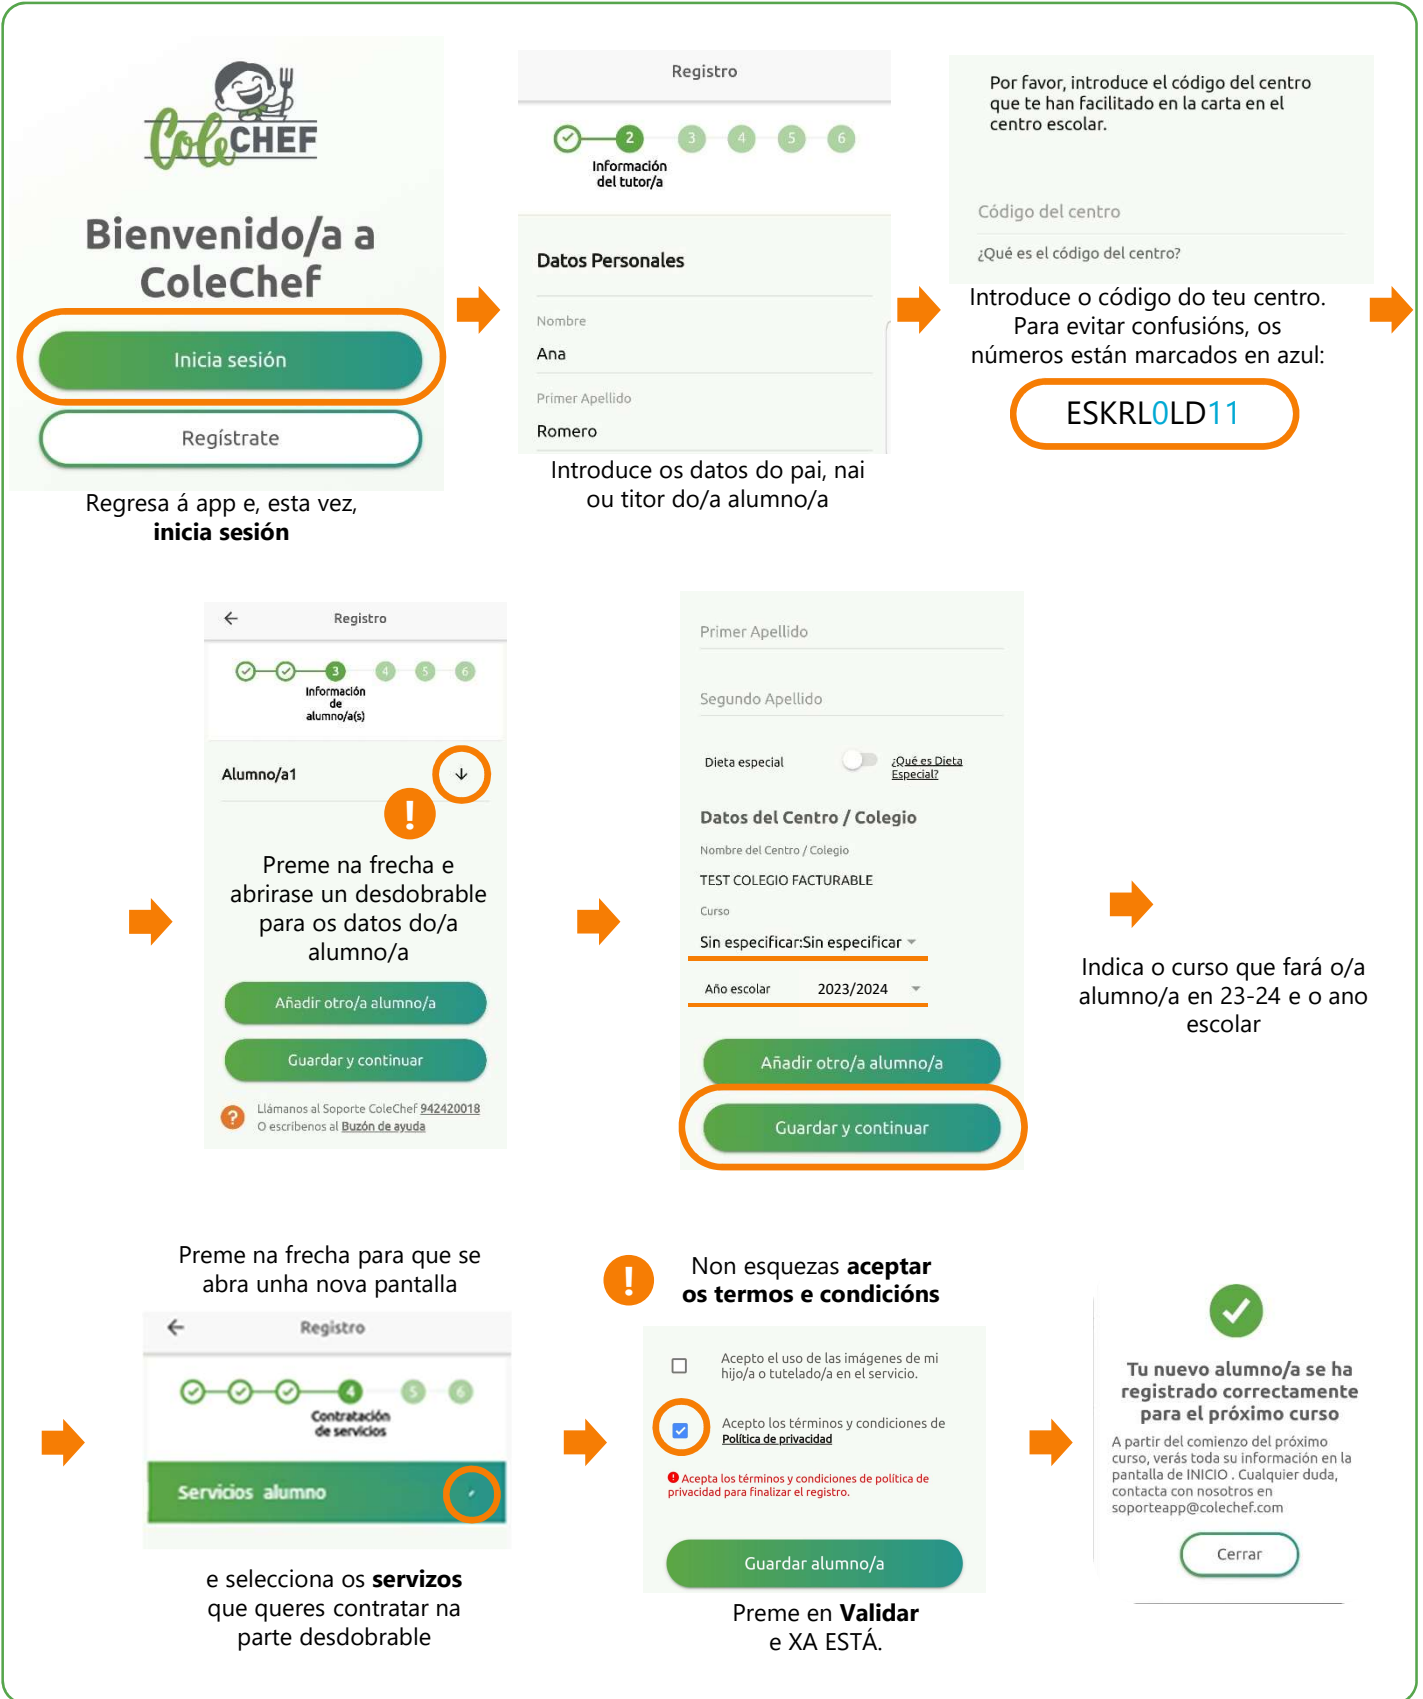 ColeCHEF
Bienvenido/a a
ColeChef
Inicia sesión
Regístrate
Regresa á app e, esta vez,
inicia sesión
Registro
2 3 4 5 6
Información
del tutor/a
Datos Personales
Nombre
Ana
Primer Apellido
Romero
Introduce os datos do pai, nai
ou titor do/a alumno/a
Por favor, introduce el código del centro
que te han facilitado en la carta en el
centro escolar.
Código del centro
¿Qué es el código del centro?
Introduce o código do teu centro.
Para evitar confusións, os
números están marcados en azul:
ESKRL0LD11
Registro
3 4 5 6
Información
de
alumno/a(s)
Alumno/a1
!
Preme na frecha e
abrirase un desdobrable
para os datos do/a
alumno/a
Añadir otro/a alumno/a
Guardar y continuar
? Llámanos al Soporte ColeChef 942420018
O escríbenos al Buzón de ayuda
Primer Apellido
Segundo Apellido
Dieta especial
¿Qué es Dieta
Especial?
Datos del Centro / Colegio
Nombre del Centro / Colegio
TEST COLEGIO FACTURABLE
Curso
Sin especificar:Sin especificar
Año escolar 2023/2024
Añadir otro/a alumno/a
Guardar y continuar
Indica o curso que fará o/a
alumno/a en 23-24 e o ano
escolar
Preme na frecha para que se
abra unha nova pantalla
Registro
4 5 6
Contratación
de servicios
Servicios alumno
e selecciona os servizos
que queres contratar na
parte desdobrable
!
Non esquezas aceptar
os termos e condicións
Acepto el uso de las imágenes de mi
hijo/a o tutelado/a en el servicio.
Acepto los términos y condiciones de
Política de privacidad
! Acepta los términos y condiciones de política de
privacidad para finalizar el registro.
Guardar alumno/a
Preme en Validar
e XA ESTÁ.
Tu nuevo alumno/a se ha
registrado correctamente
para el próximo curso
A partir del comienzo del próximo
curso, verás toda su información en la
pantalla de INICIO . Cualquier duda,
contacta con nosotros en
soporteapp@colechef.com
Cerrar